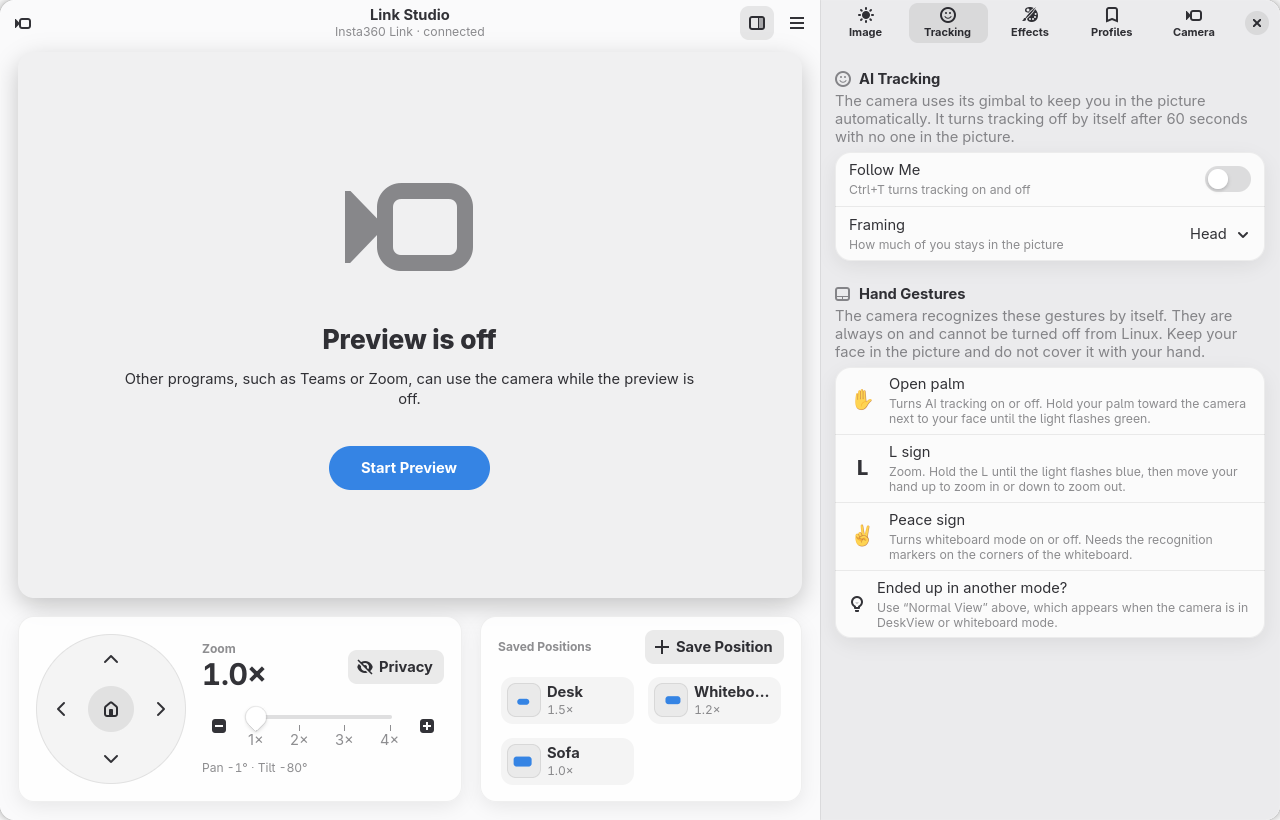 Link Studio
Insta360 Link · connected
Preview is off
Other programs, such as Teams or Zoom, can use the camera while the preview is
off.
Start Preview
Zoom
1.0×
Privacy
1×
2×
3×
4×
Pan -1° · Tilt -80°
Saved Positions
Save Position
Desk
1.5×
Whitebo...
1.2×
Sofa
1.0×
Image
Tracking
Effects
Profiles
Camera
AI Tracking
The camera uses its gimbal to keep you in the picture
automatically. It turns tracking off by itself after 60 seconds
with no one in the picture.
Follow Me
Ctrl+T turns tracking on and off
Framing
How much of you stays in the picture
Head
Hand Gestures
The camera recognizes these gestures by itself. They are
always on and cannot be turned off from Linux. Keep your
face in the picture and do not cover it with your hand.
Open palm
Turns AI tracking on or off. Hold your palm toward the camera
next to your face until the light flashes green.
L
L sign
Zoom. Hold the L until the light flashes blue, then move your
hand up to zoom in or down to zoom out.
Peace sign
Turns whiteboard mode on or off. Needs the recognition
markers on the corners of the whiteboard.
Ended up in another mode?
Use “Normal View” above, which appears when the camera is in
DeskView or whiteboard mode.